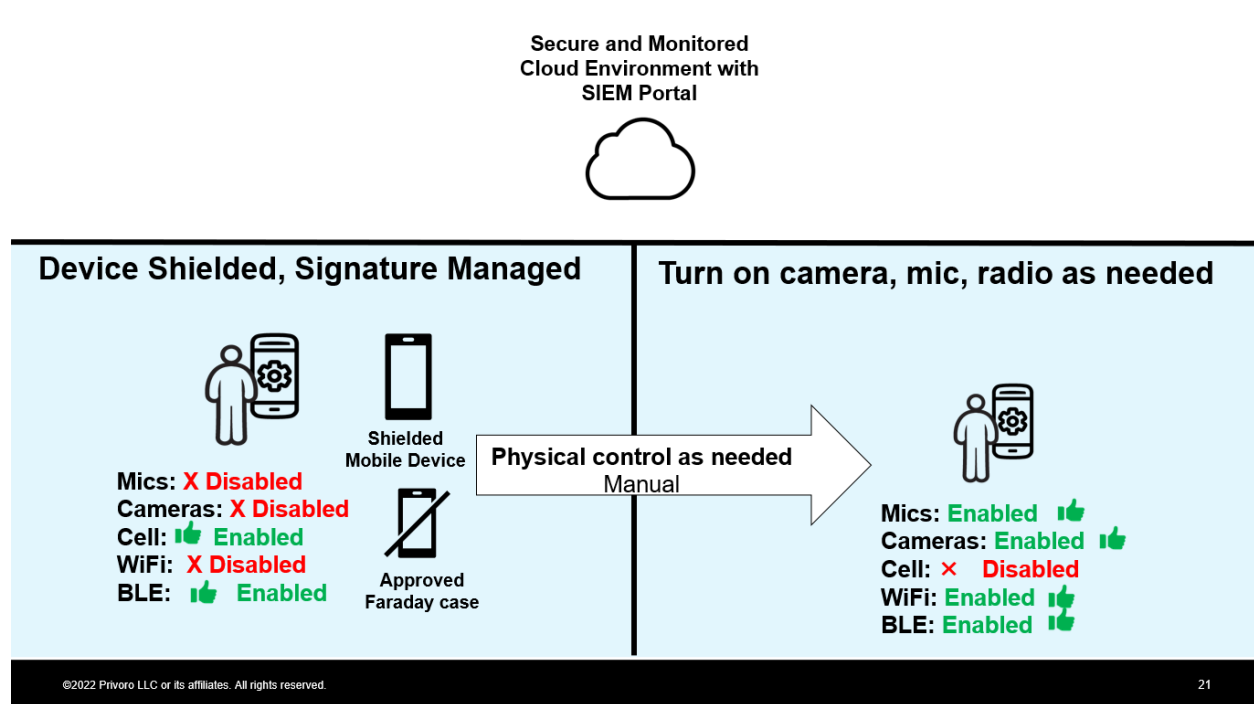 Secure and Monitored
Cloud Environment with
SIEM Portal
Device Shielded, Signature Managed
Shielded
Mobile Device
Mics: X Disabled
Cameras: X Disabled
Cell: Enabled
WiFi: X Disabled
BLE: Enabled
Approved
Faraday case
Physical control as needed
Manual
Turn on camera, mic, radio as needed
Mics: Enabled
Cameras: Enabled
Cell: × Disabled
WiFi: Enabled
BLE: Enabled
©2022 Privoro LLC or its affiliates. All rights reserved.
21